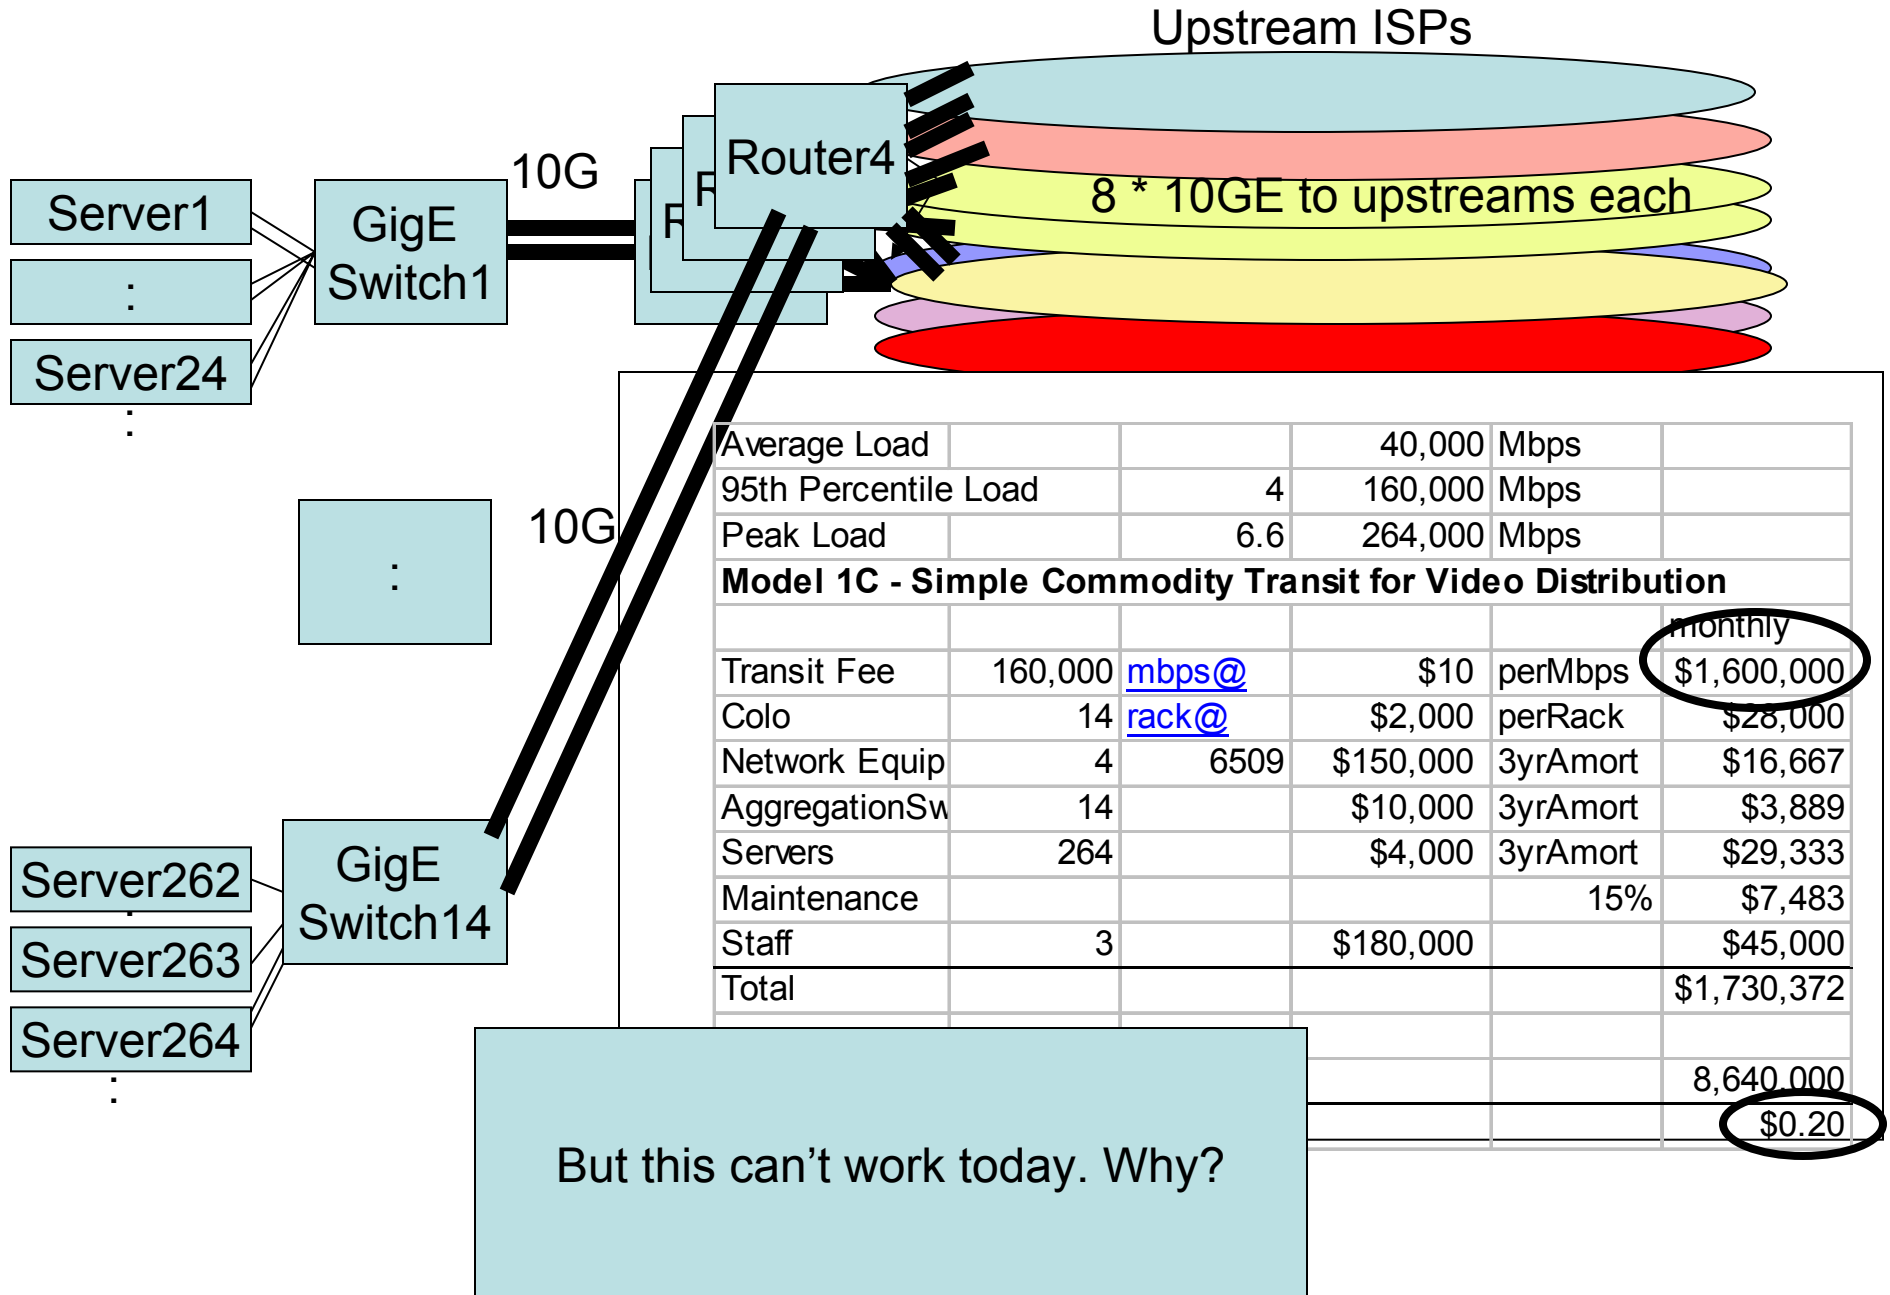 Upstream ISPs
Router4
R
R
10G
8 * 10GE to upstreams each
Server1
:
Server24
:
GigE
Switch1
10G
:
Average Load 40,000 Mbps
95th Percentile Load 4 160,000 Mbps
Peak Load 6.6 264,000 Mbps
Model 1C - Simple Commodity Transit for Video Distribution
monthly
Transit Fee 160,000 mbps@ $10 perMbps $1,600,000
Colo 14 rack@ $2,000 perRack $28,000
Network Equip 4 6509 $150,000 3yrAmort $16,667
AggregationSw 14 $10,000 3yrAmort $3,889
Servers 264 $4,000 3yrAmort $29,333
Maintenance 15% $7,483
Staff 3 $180,000 $45,000
Total $1,730,372
8,640,000
$0.20
GigE
Switch14
Server262
:
Server263
Server264
:
But this can’t work today. Why?